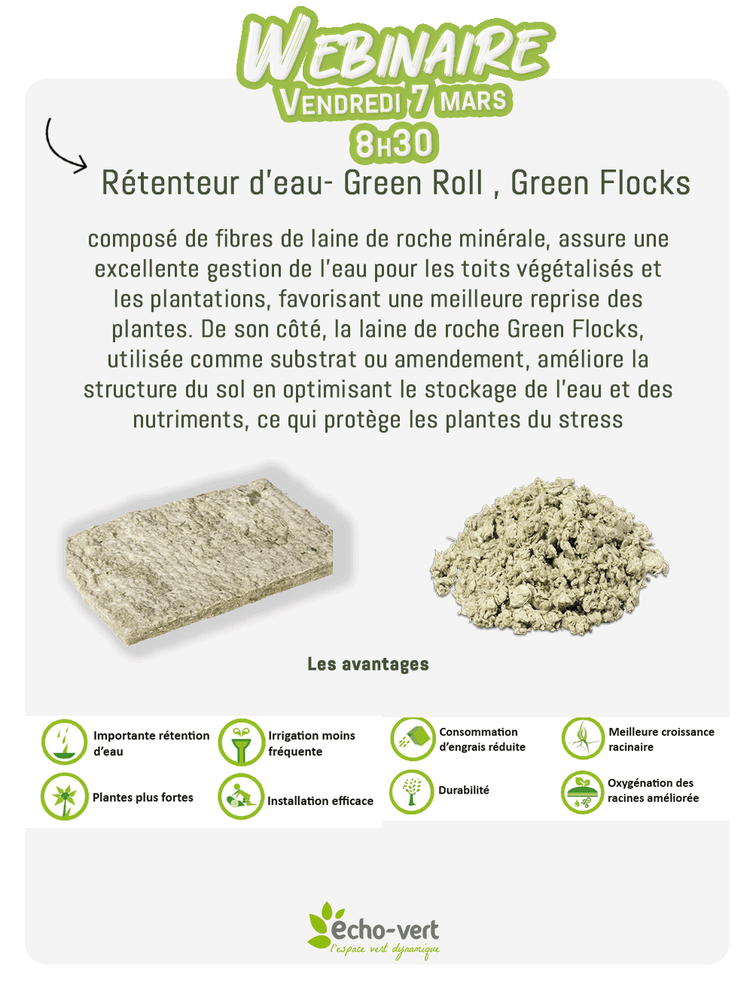 WEBINAIRE
VENDREDI 7 MARS
8H30
Rétenteur d'eau- Green Roll , Green Flocks
composé de fibres de laine de roche minérale, assure une
excellente gestion de l'eau pour les toits végétalisés et
les plantations, favorisant une meilleure reprise des
plantes. De son côté, la laine de roche Green Flocks,
utilisée comme substrat ou amendement, améliore la
structure du sol en optimisant le stockage de l'eau et des
nutriments, ce qui protège les plantes du stress
Les avantages
Importante rétention
d'eau
Irrigation moins
fréquente
Consommation
d'engrais réduite
Meilleure croissance
racinaire
Plantes plus fortes
Installation efficace
Durabilité
Oxygénation des
racines améliorée
écho-vert
l'espace vert dynamique